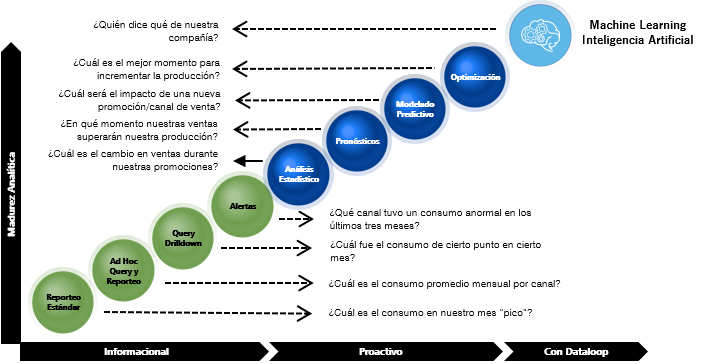 ¿Quién dice qué de nuestra
compañía?
Machine Learning
Inteligencia Artificial
¿Cuál es el mejor momento para
incrementar la producción?
Optimización
¿Cuál será el impacto de una nueva
promoción/canal de venta?
Modelado
Predictivo
¿En qué momento nuestras ventas
superarán nuestra producción?
Pronósticos
¿Cuál es el cambio en ventas durante
nuestras promociones?
Análisis
Estadístico
Alertas
¿Qué canal tuvo un consumo anormal en los
últimos tres meses?
Query
Drilldown
¿Cuál fue el consumo de cierto punto en cierto
mes?
Ad Hoc
Query y
Reporteo
¿Cuál es el consumo promedio mensual por canal?
Reporteo
Estándar
¿Cuál es el consumo en nuestro mes “pico”?
Madurez Analítica
Informacional
Proactivo
Con Dataloop